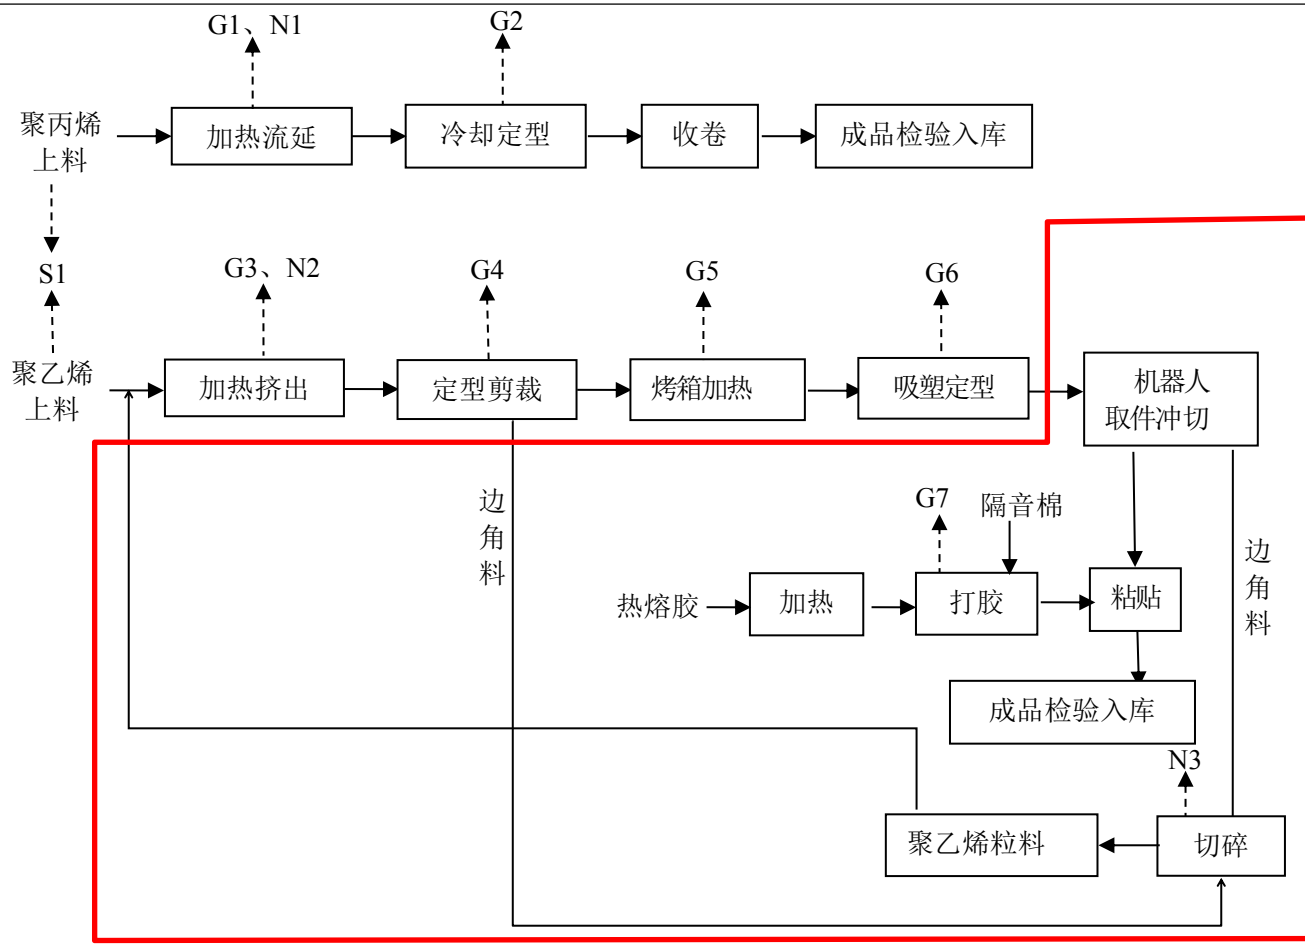 G1、N1
G2
聚丙烯
上料
加热流延
冷却定型
收卷
成品检验入库
S1
G3、N2
G4
G5
G6
聚乙烯
上料
加热挤出
定型剪裁
烤箱加热
吸塑定型
机器人
取件冲切
边
角
料
G7
隔音棉
边
角
料
热熔胶
加热
打胶
粘贴
成品检验入库
N3
聚乙烯粒料
切碎